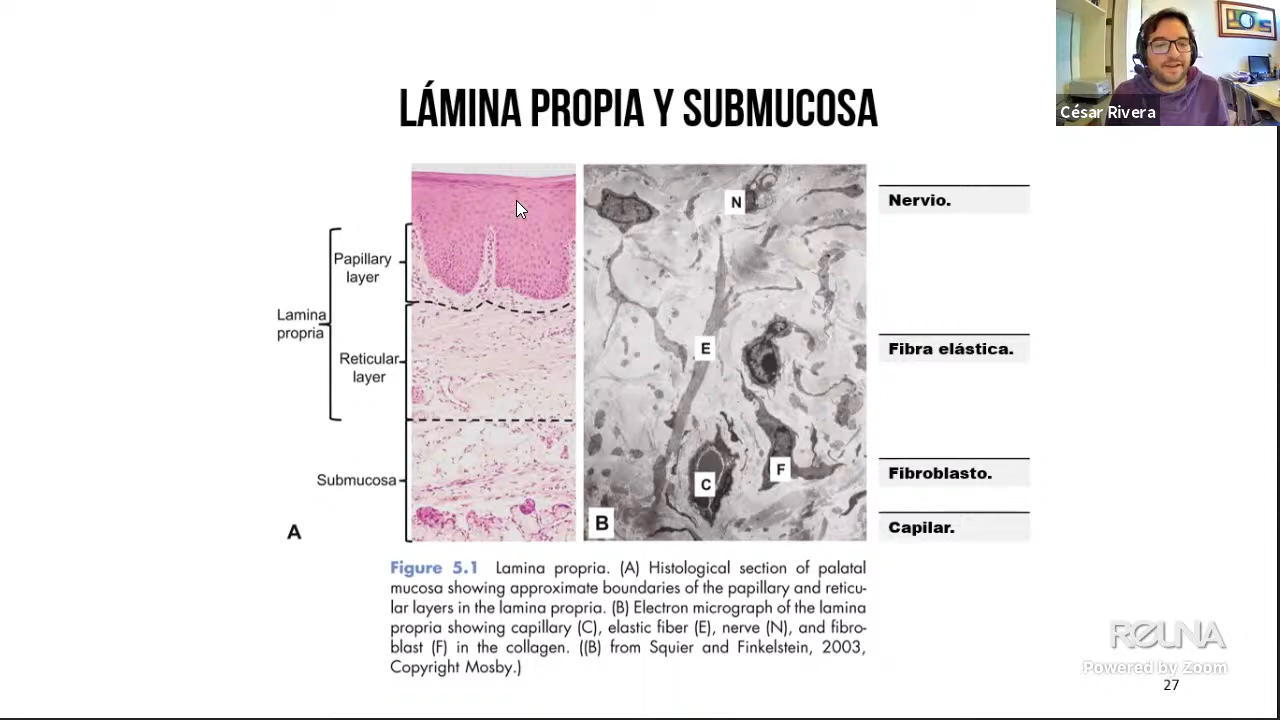 César Rivera
LÁMINA PROPIA Y SUBMUCOSA
Papillary
layer
Lamina
propria
Reticular
layer
Submucosa
A
N
E
F
C
B
Nervio.
Fibra elástica.
Fibroblasto.
Capilar.
Figure 5.1 Lamina propria. (A) Histological section of palatal
mucosa showing approximate boundaries of the papillary and reticu-
lar layers in the lamina propria. (B) Electron micrograph of the lamina
propria showing capillary (C), elastic fiber (E), nerve (N), and fibro-
blast (F) in the collagen. ((B) from Squier and Finkelstein, 2003,
Copyright Mosby.)
REUNA
Powered by Zoom
27